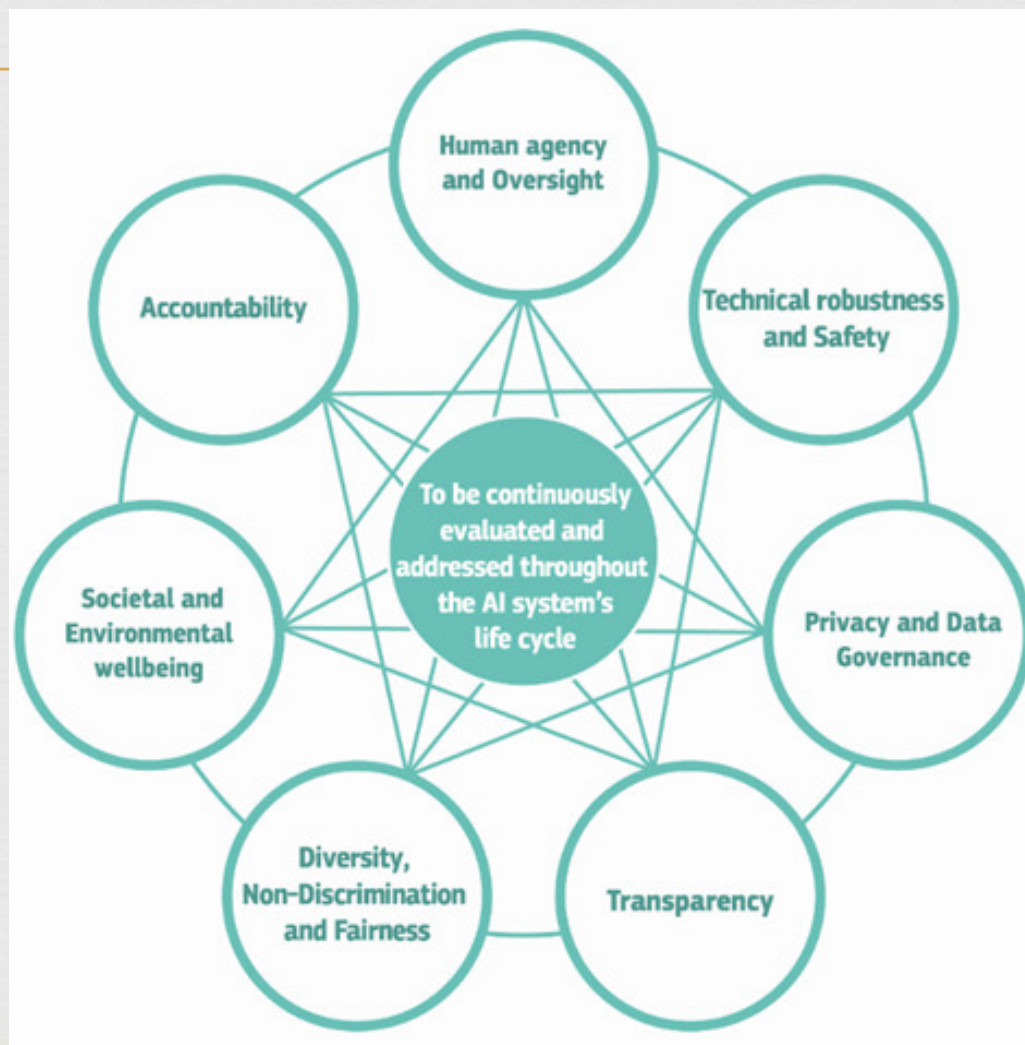 Human agency
and Oversight
Technical robustness
and Safety
Privacy and Data
Governance
Transparency
Diversity,
Non-Discrimination
and Fairness
Societal and
Environmental
wellbeing
Accountability
To be continuously
evaluated and
addressed throughout
the AI system's
life cycle